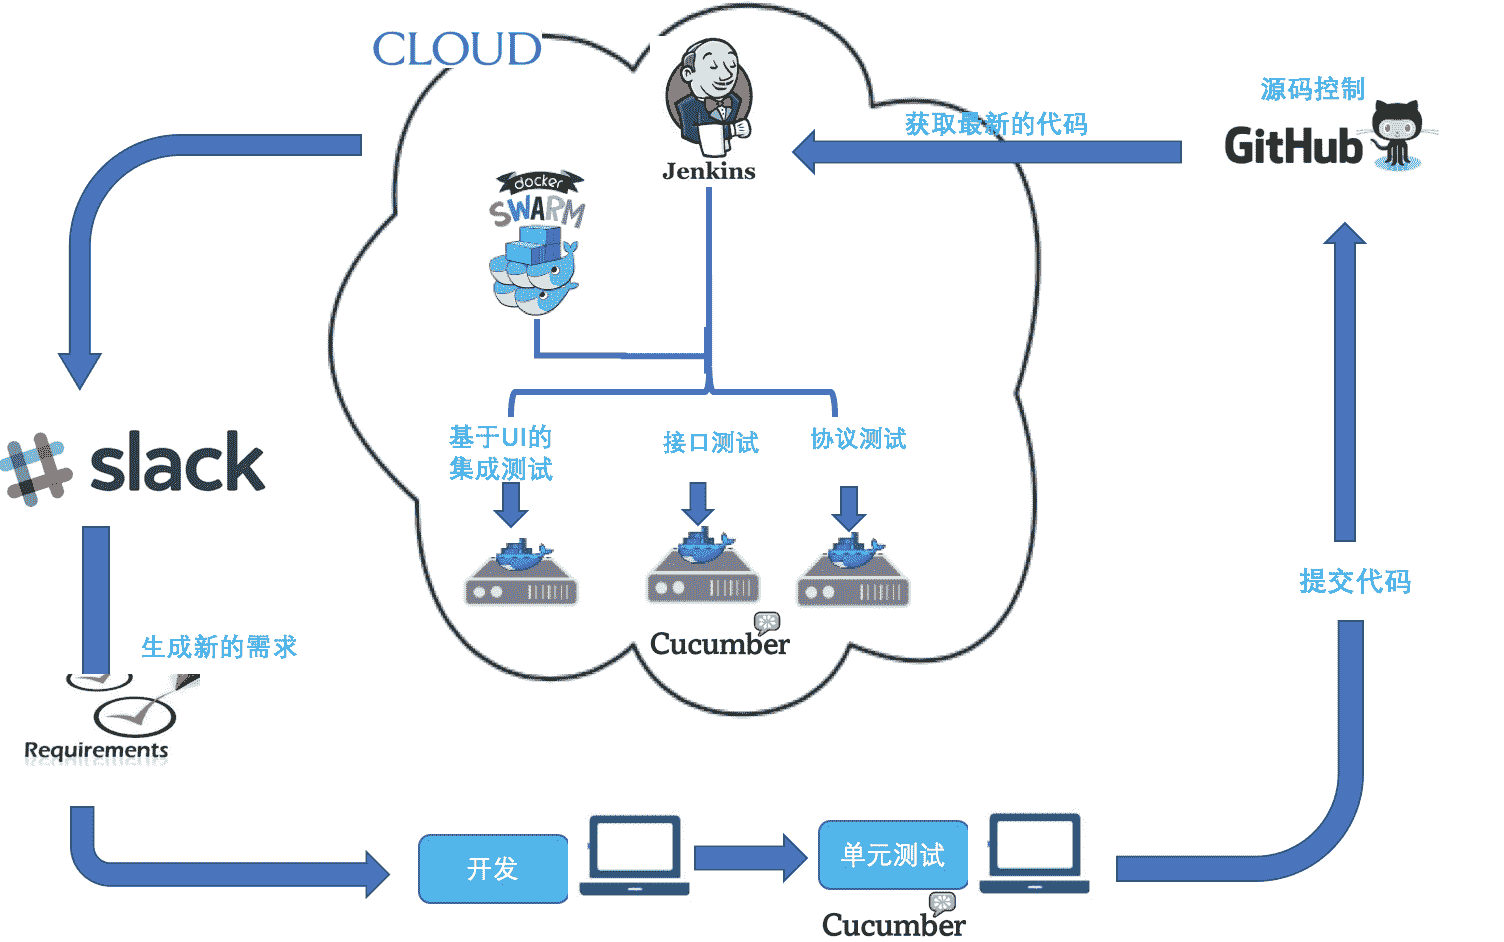 CLOUD
Jenkins
源码控制
获取最新的代码
GitHub
docker
SWARM
slack
基于UI的
集成测试
接口测试
协议测试
提交代码
Cucumber
生成新的需求
Requirements
开发
单元测试
Cucumber